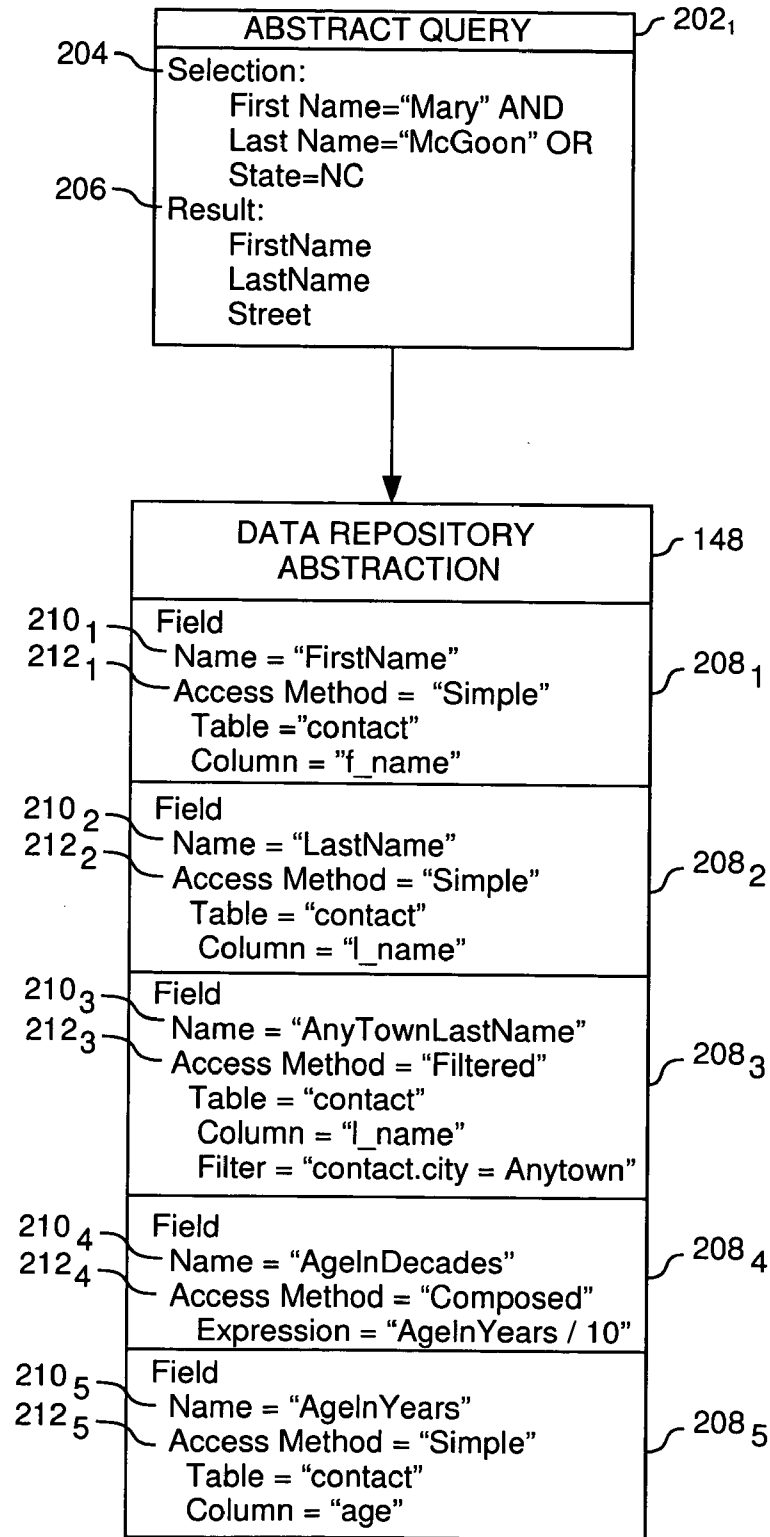 ABSTRACT QUERY 202₁
204 Selection:
First Name=“Mary” AND
Last Name=“McGoon” OR
State=NC
206 Result:
FirstName
LastName
Street
DATA REPOSITORY
ABSTRACTION
148
Field
210₁ Name = “FirstName”
212₁ Access Method = “Simple” 208₁
Table =”contact”
Column = ”f_name”
Field
210₂ Name = “LastName”
212₂ Access Method = “Simple” 208₂
Table = “contact”
Column = “l_name”
Field
210₃ Name = “AnyTownLastName”
212₃ Access Method = “Filtered” 208₃
Table = “contact”
Column = “l_name”
Filter = “contact.city = Anytown”
Field
210₄ Name = “AgeInDecades” 208₄
212₄ Access Method = “Composed”
Expression = “AgeInYears / 10”
Field
210₅ Name = “AgeInYears”
212₅ Access Method = “Simple” 208₅
Table = “contact”
Column = “age”